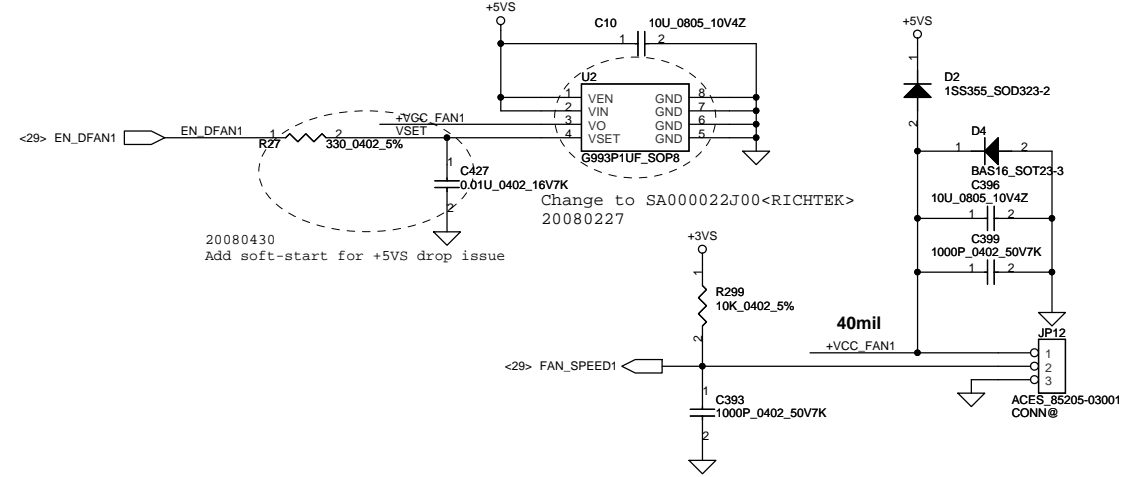 +5VS
C10 10U_0805_10V4Z
1 2
U2
1 VEN GND 8
2 VIN GND 7
3 VO GND 6
4 VSET GND 5
G993P1UF_SOP8
+VCC_FAN1
VSET
<29> EN_DFAN1
EN_DFAN1
1 2
R27 330_0402_5%
1
C427
0.01U_0402_16V7K
2
Change to SA000022J00<RICHTEK>
20080227
20080430
Add soft-start for +5VS drop issue
+5VS
1
D2
1SS355_SOD323-2
2
D4
1 2
BAS16_SOT23-3
C396
10U_0805_10V4Z
1 2
C399
1000P_0402_50V7K
1 2
+3VS
1
R299
10K_0402_5%
2
40mil
+VCC_FAN1
JP12
1
2
3
ACES_85205-03001
CONN@
<29> FAN_SPEED1
1
C393
1000P_0402_50V7K
2